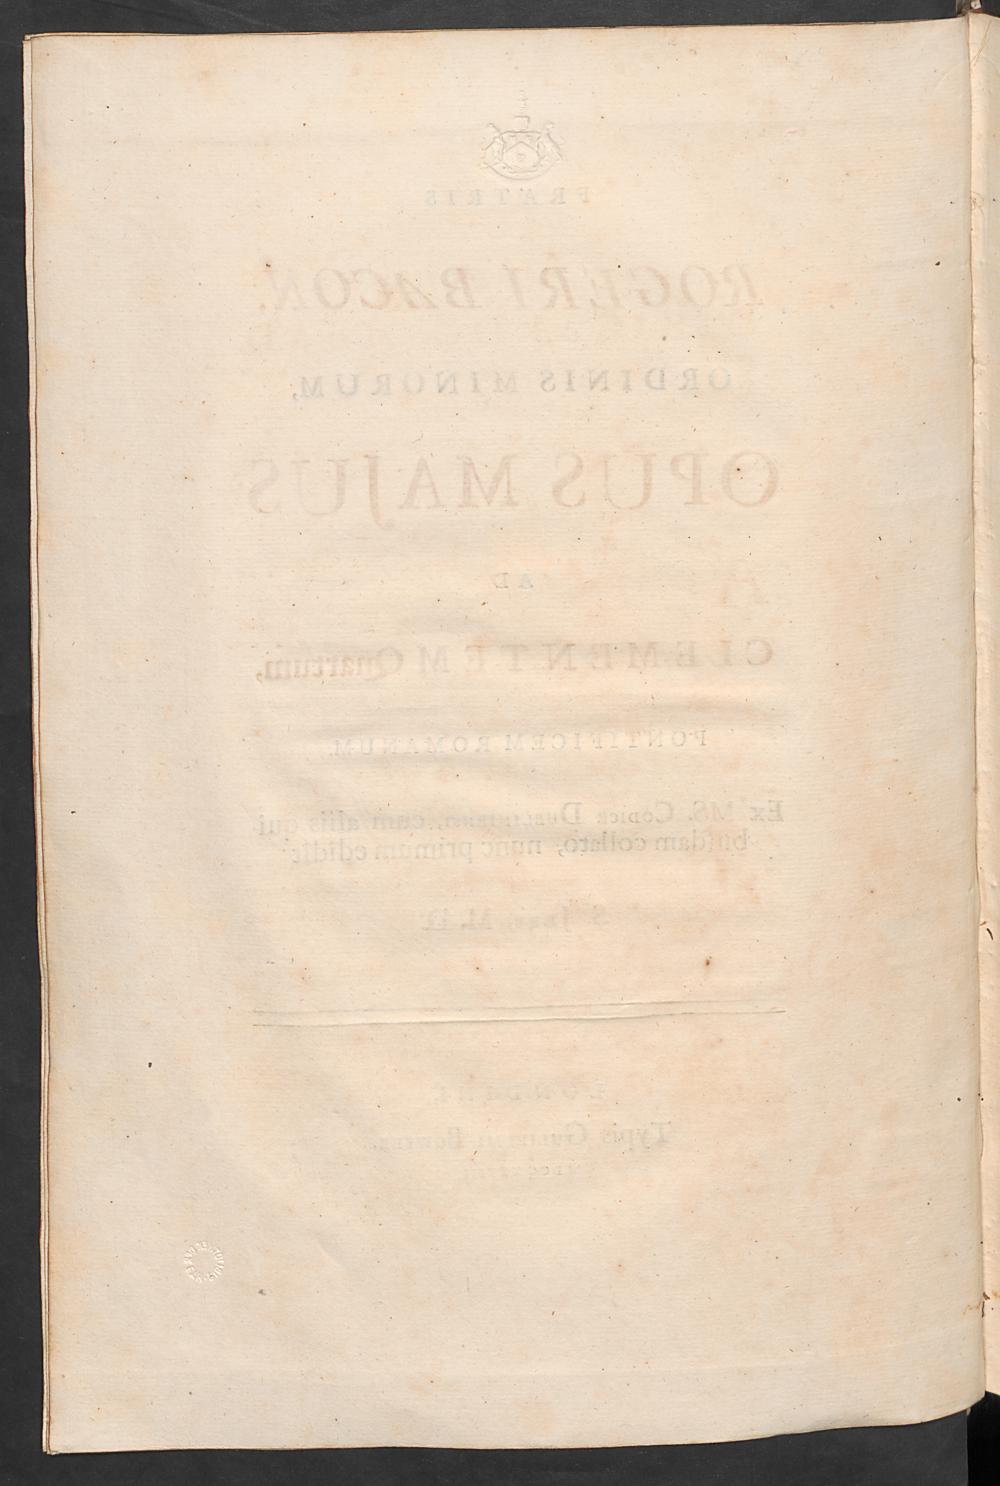 FRATRIS
ROGERI BACON,
ORDINIS MINORUM,
OPUS MAJUS
AD
CLEMENTEM Quartum,
PONTIFICEM ROMANUM.
Ex MS. Codice Dubliniensi, cum aliis qui
busdam collato, nunc primum edidit
S. Jebb, M. D.
LONDINI,
Typis Gulielmi Bowyer.